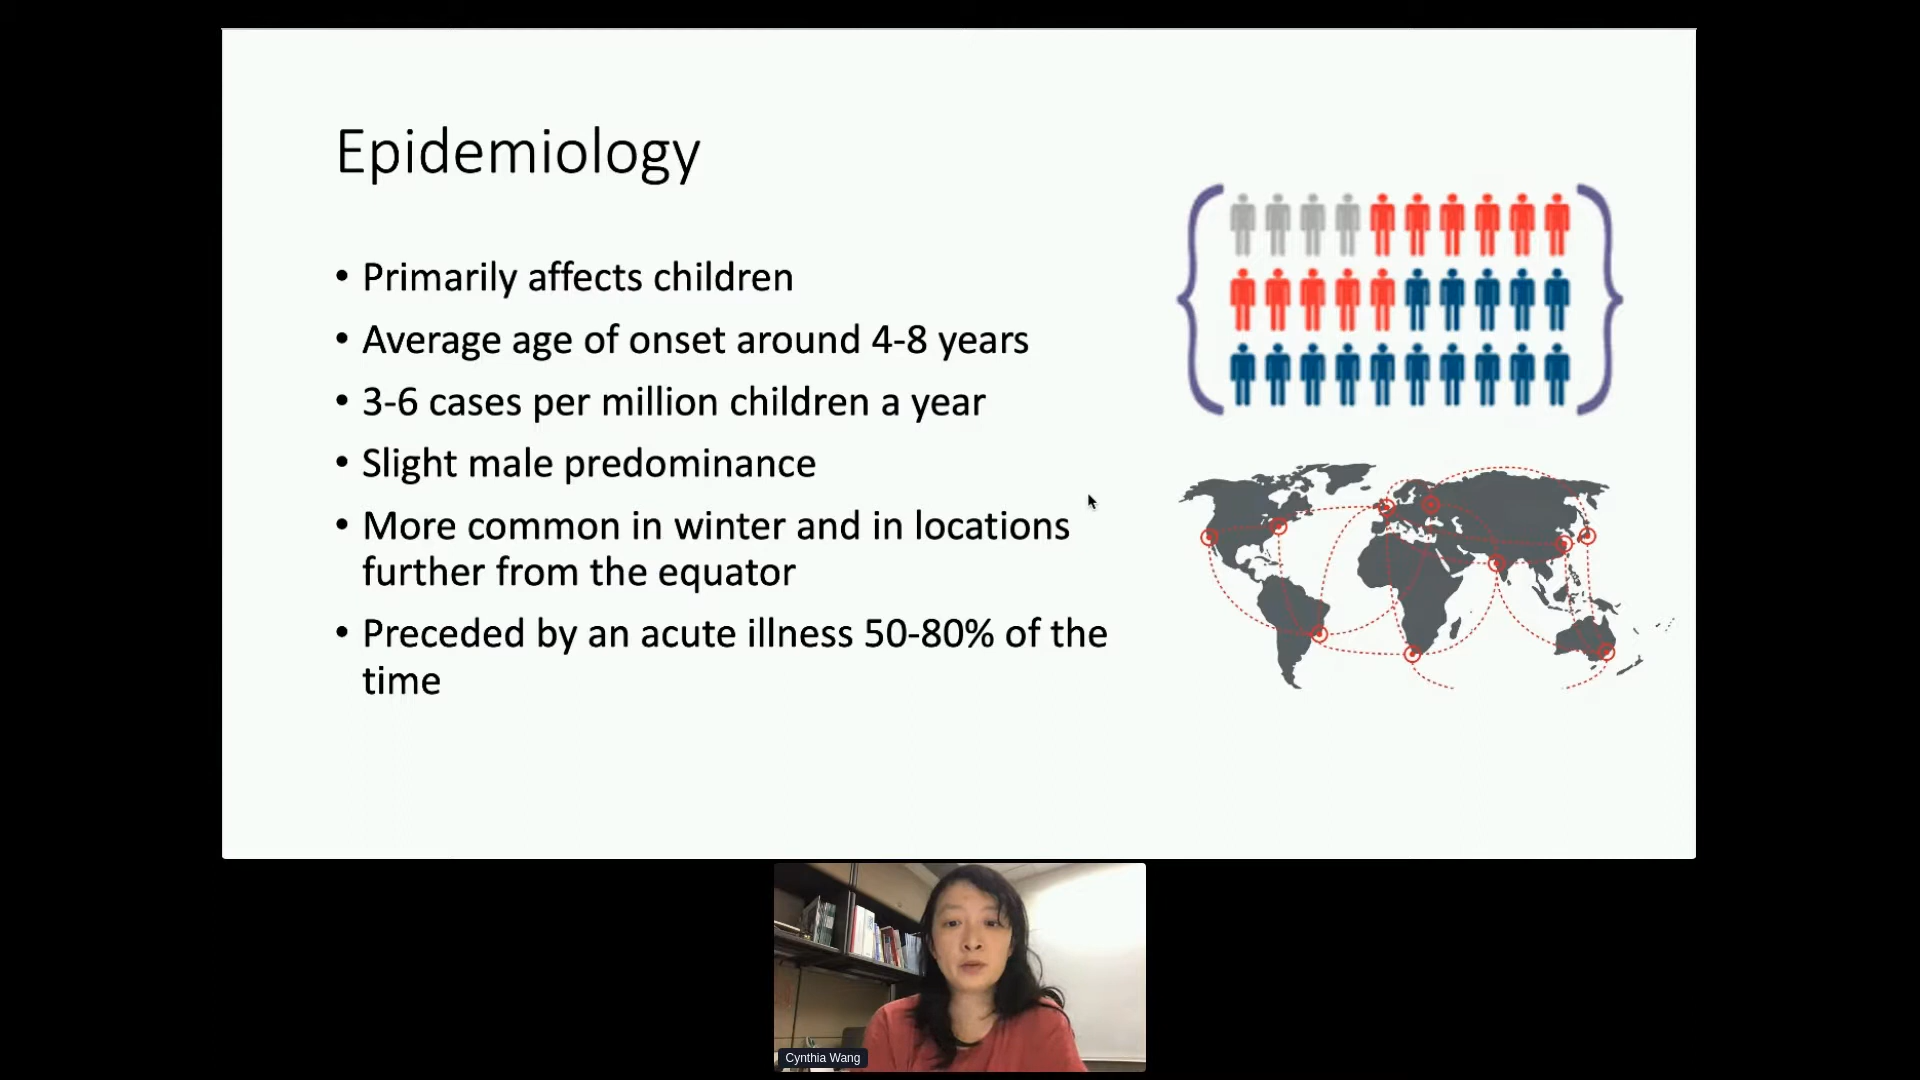 Epidemiology
• Primarily affects children
• Average age of onset around 4-8 years
• 3-6 cases per million children a year
• Slight male predominance
• More common in winter and in locations
further from the equator
• Preceded by an acute illness 50-80% of the
time
Cynthia Wang